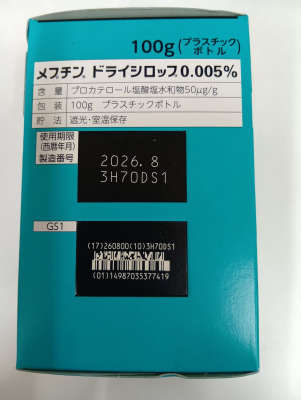 100g(プラスチックボトル)
メプチン ドライシロップ0.005%
含 量 プロカテロール塩酸塩水和物50μg/g
包 装 100g プラスチックボトル
貯 法 遮光・室温保存
使用期限
(西暦年月)
製造番号
2026.8
3H70DS1
GS1
(17)260800(10)3H70DS1
(01)14987035377419